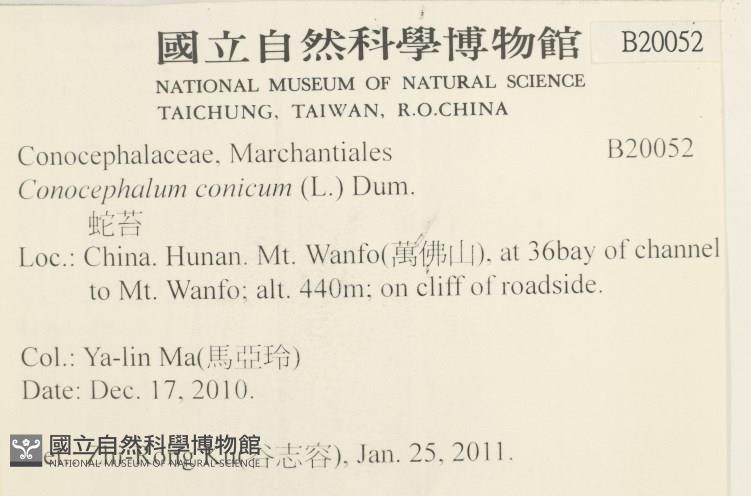 國立自然科學博物館 B20052
NATIONAL MUSEUM OF NATURAL SCIENCE
TAICHUNG, TAIWAN, R.O.CHINA
Conocephalaceae, Marchantiales B20052
Conocephalum conicum (L.) Dum.
蛇苔
Loc.: China. Hunan. Mt. Wanfo(萬佛山), at 36bay of channel
to Mt. Wanfo; alt. 440m; on cliff of roadside.
Col.: Ya-lin Ma(馬亞玲)
Date: Dec. 17, 2010.
谷志容), Jan. 25, 2011.
國立自然科學博物館
NATIONAL MUSEUM OF NATURAL SCIENCE